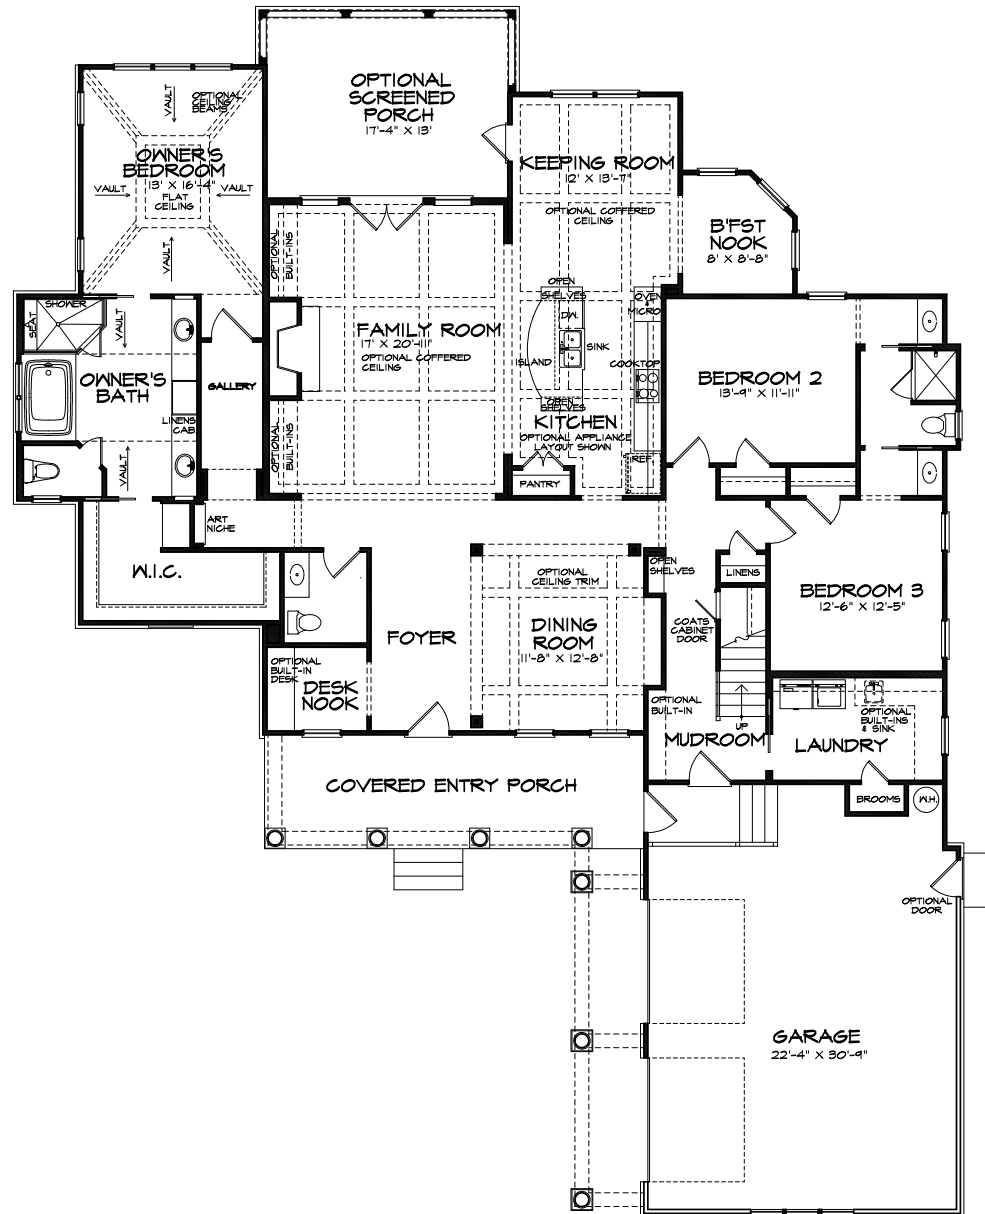 OPTIONAL
SCREENED
PORCH
17'-4" X 13'
VAULT
OPTIONAL
CEILING
BEAMS
OWNER'S
BEDROOM
13' X 16'-4"
VAULT
FLAT
CEILING
VAULT
VAULT
KEEPING ROOM
12' X 13'-7"
OPTIONAL COFFERED
CEILING
B'FST
NOOK
8' X 8'-8"
OPTIONAL
BUILT-INS
SHOWER
SEAT
VAULT
OWNER'S
BATH
LINENS
CAB
VAULT
GALLERY
FAMILY ROOM
17' X 20'-11"
OPTIONAL COFFERED
CEILING
OPTIONAL
BUILT-INS
OPEN
SHELVES
D.W.
SINK
DISP
ISLAND
OPEN
SHELVES
OVEN
MICRO
COOKTOP
KITCHEN
OPTIONAL APPLIANCE
LAYOUT SHOWN
REF
PANTRY
BEDROOM 2
13'-9" X 11'-11"
ART
NICHE
W.I.C.
OPTIONAL
CEILING TRIM
OPEN
SHELVES
LINENS
BEDROOM 3
12'-6" X 12'-5"
FOYER
DINING
ROOM
11'-8" X 12'-8"
COATS
CABINET
DOOR
OPTIONAL
BUILT-IN
DESK
DESK
NOOK
OPTIONAL
BUILT-IN
UP
MUDROOM
OPTIONAL
BUILT-INS
& SINK
LAUNDRY
COVERED ENTRY PORCH
BROOMS
W.H.
OPTIONAL
DOOR
GARAGE
22'-4" X 30'-9"